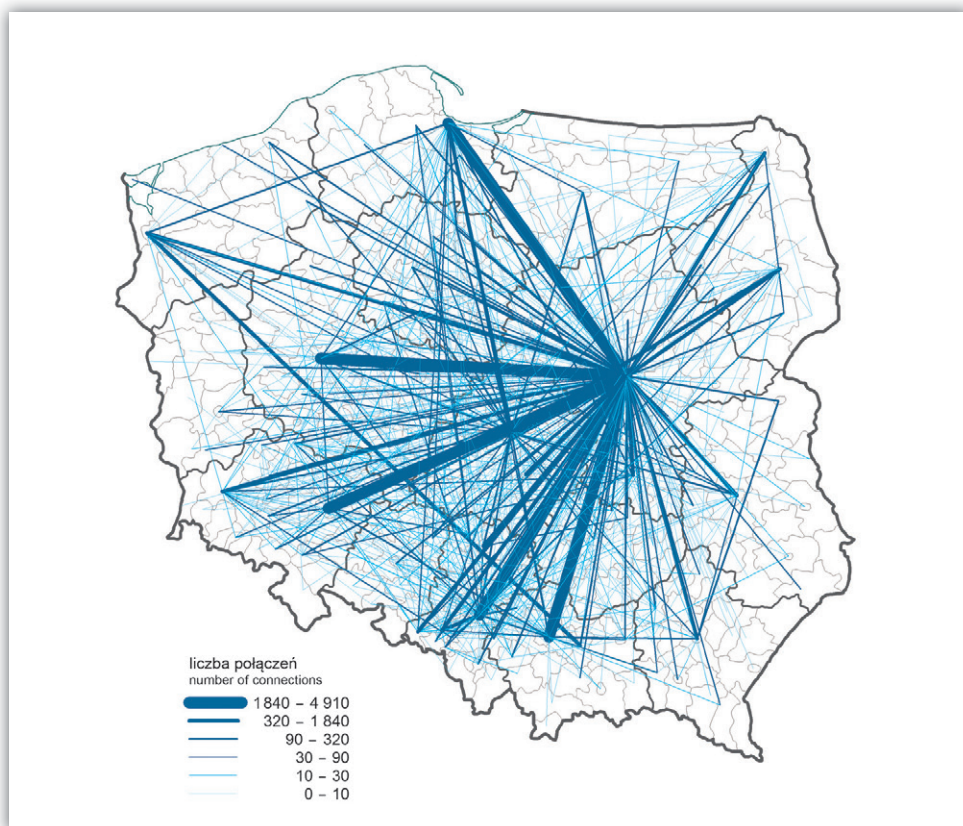 liczba połączeń
number of connections
1 840 – 4 910
320 – 1 840
90 – 320
30 – 90
10 – 30
0 – 10